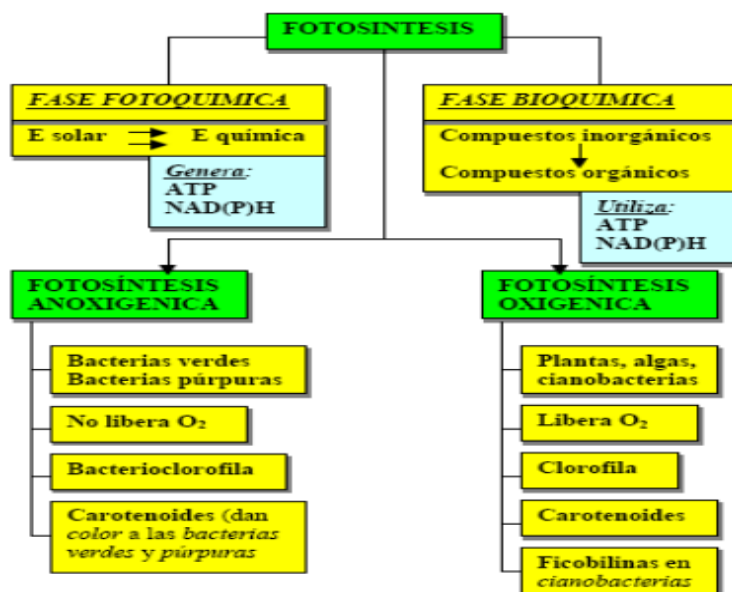 FOTOSINTESIS
FASE FOTOQUIMICA
E solar E química
Genera:
ATP
NAD(P)H
FASE BIOQUIMICA
Compuestos inorgánicos
Compuestos orgánicos
Utiliza:
ATP
NAD(P)H
FOTOSÍNTESIS
ANOXIGENICA
Bacterias verdes
Bacterias púrpuras
No libera O₂
Bacterioclorofila
Carotenoides (dan
color a las bacterias
verdes y púrpuras
FOTOSÍNTESIS
OXIGENICA
Plantas, algas,
cianobacterias
Libera O₂
Clorofila
Carotenoides
Ficobilinas en
cianobacterias